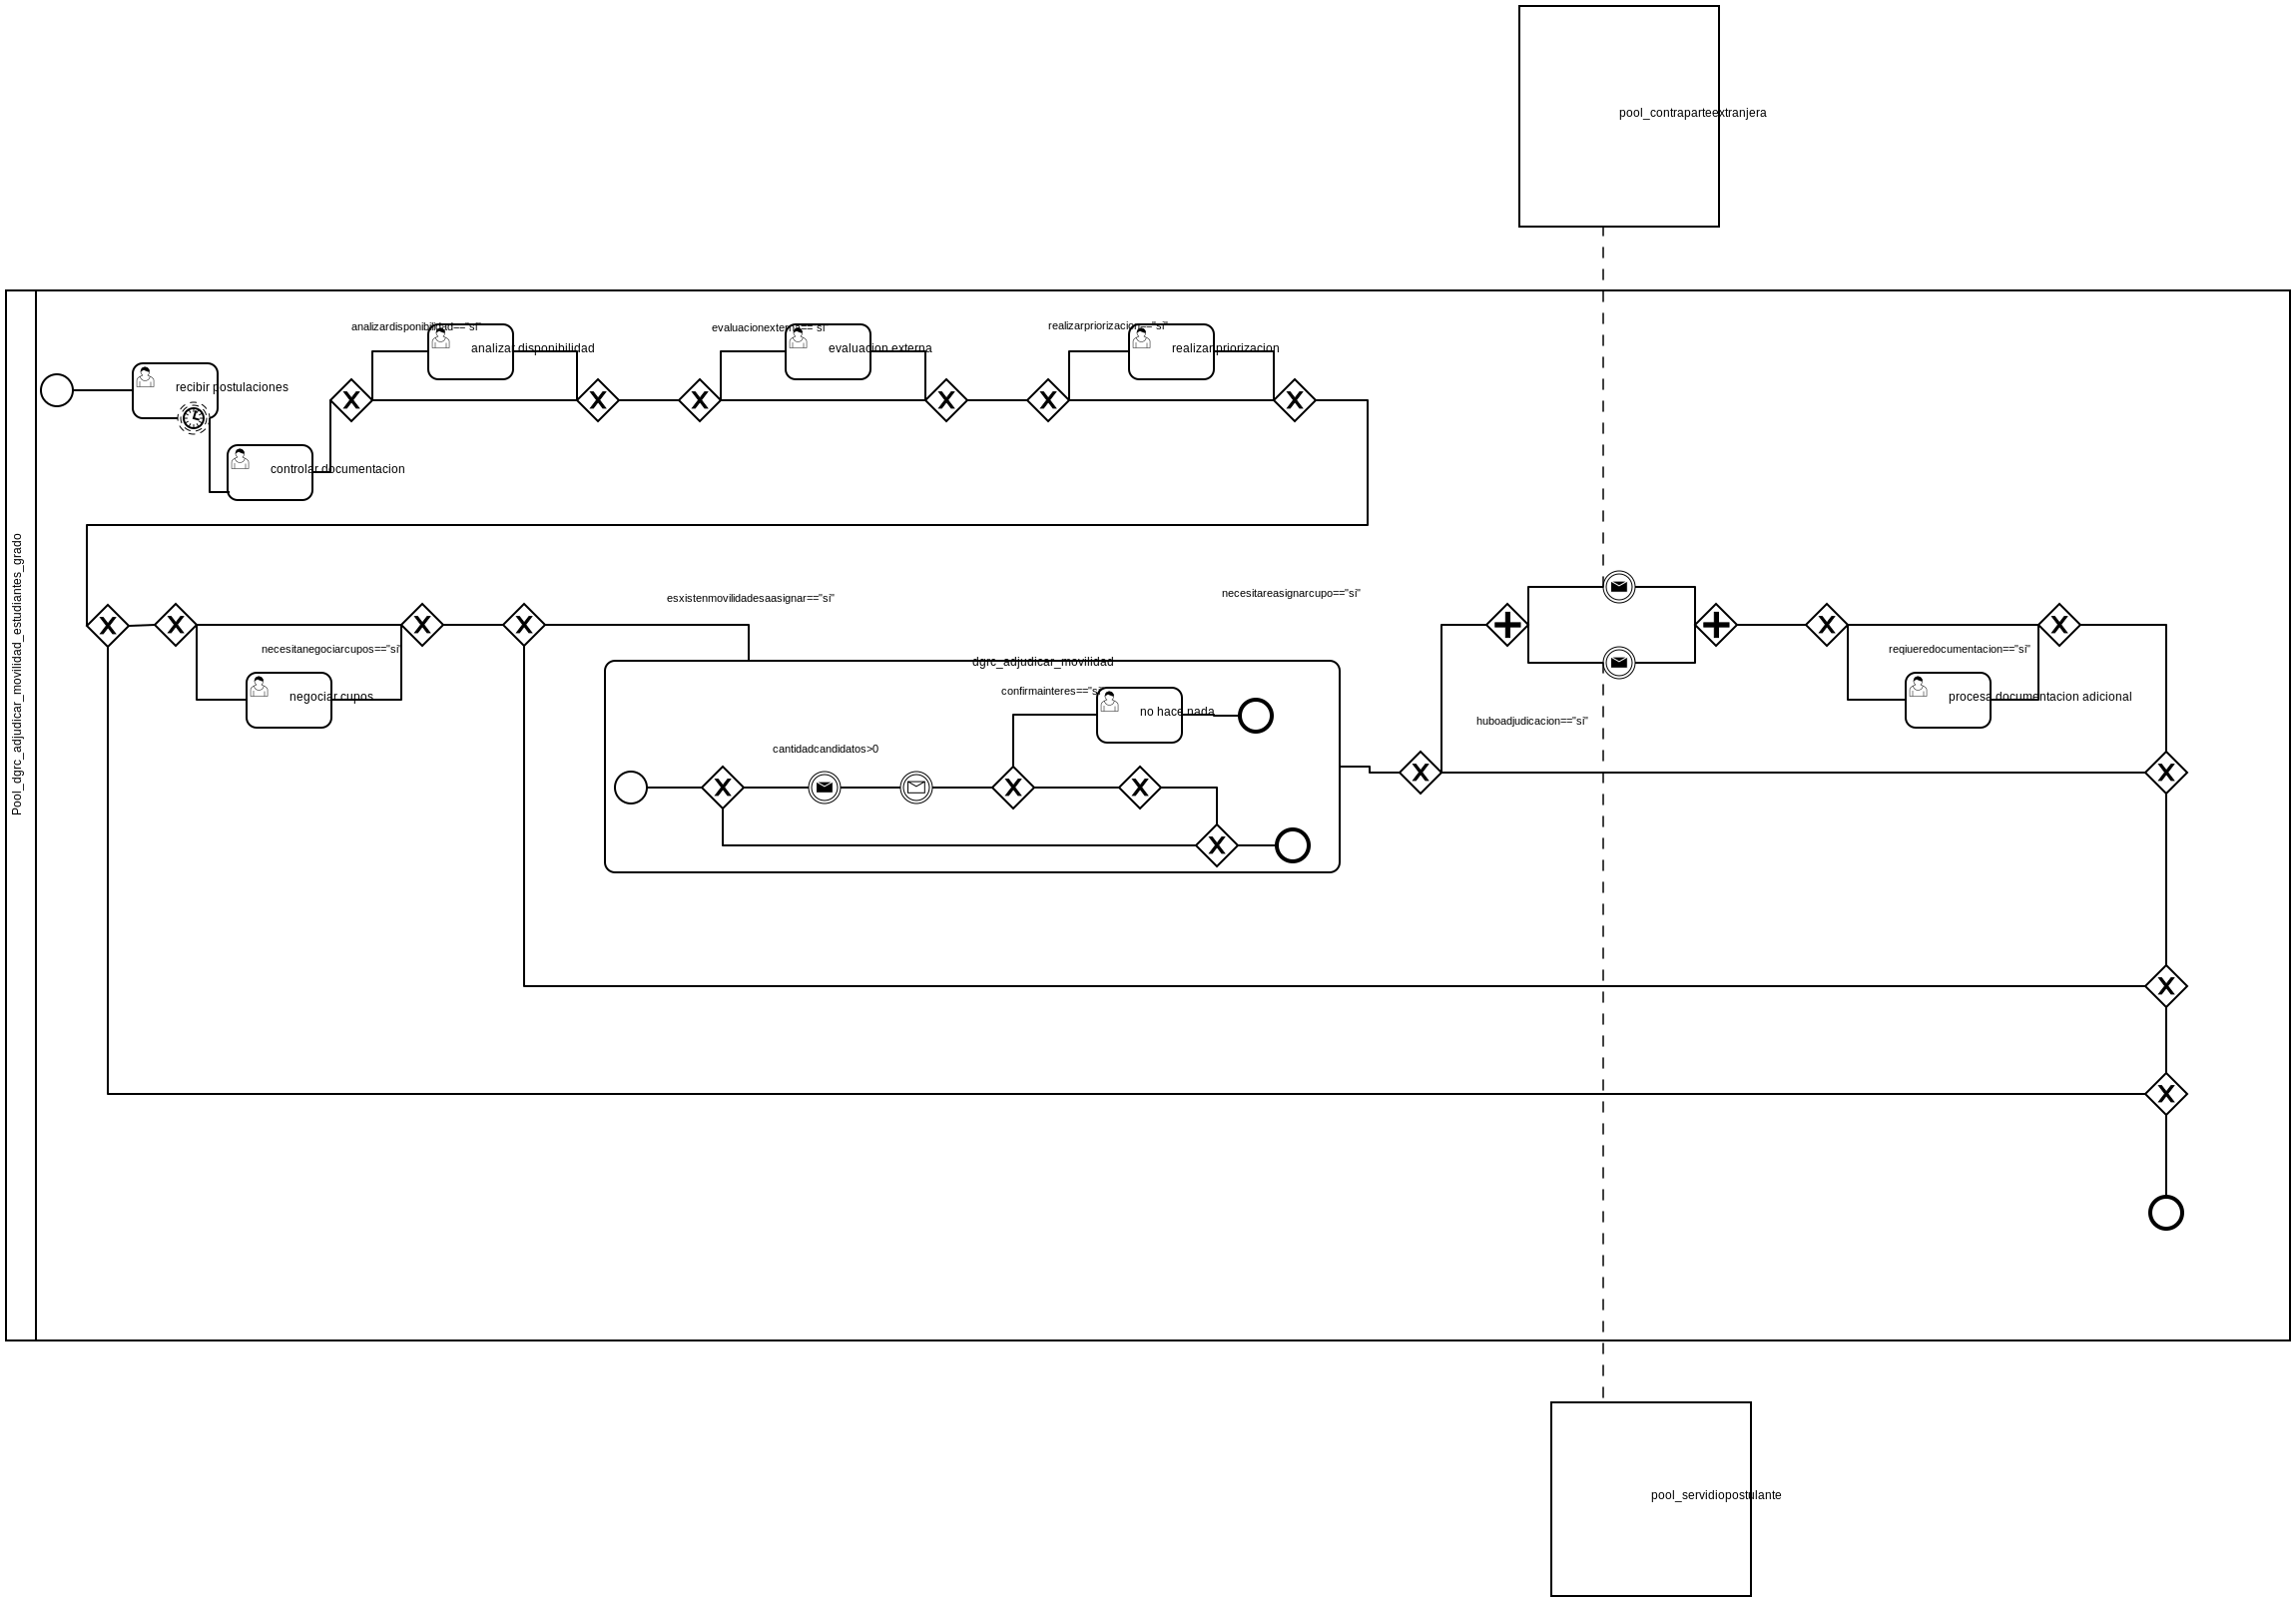 pool_contraparteextranjera
Pool_dgrc_adjudicar_movilidad_estudiantes_grado
analizardisponibilidad=="si"
analizar disponibilidad
evaluacionexterna=="si"
evaluacion externa
realizarpriorizacion=="si"
realizar priorizacion
recibir postulaciones
controlar documentacion
esxistenmovilidadesaasignar=="si"
necesitareasignarcupo=="si"
necesitanegociarcupos=="si"
negociar cupos
dgrc_adjudicar_movilidad
confirmainteres=="si"
no hace nada
cantidadcandidatos>0
huboadjudicacion=="si"
reqiueredocumentacion=="si"
procesa documentacion adicional
pool_servidiopostulante